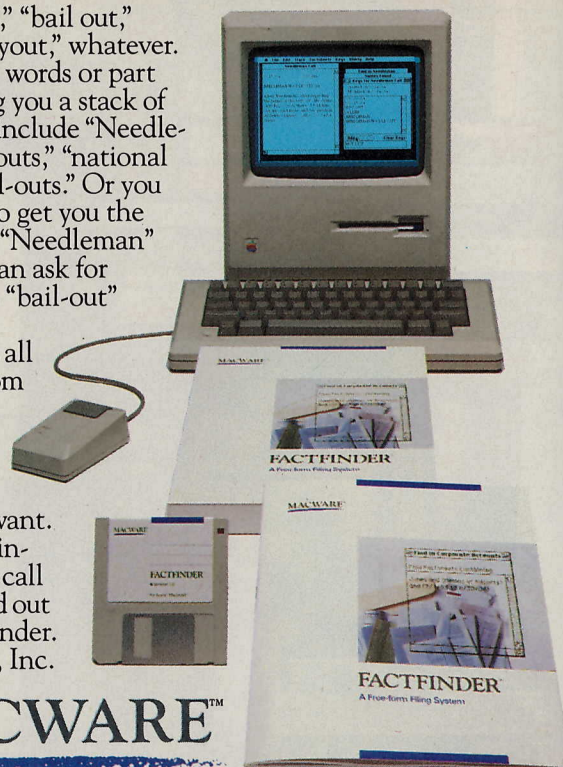 ,” “bail out,”
yout,” whatever.
words or part
g you a stack of
include “Needle-
outs,” “national
l-outs.” Or you
o get you the
“Needleman”
an ask for
“bail-out”
all
om
want.
in-
call
d out
nder.
, Inc.
CWARE™
MACWARE
FACTFINDER
A Free-form Filing System
MACWARE
FACTFINDER
MACWARE
FACTFINDER
A Free-form Filing System